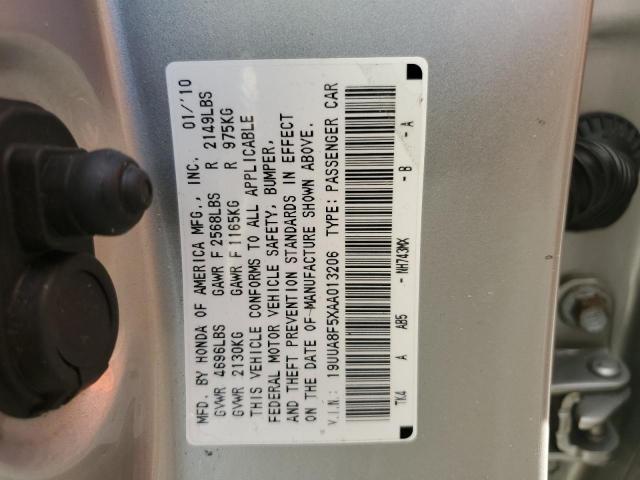 MFD. BY HONDA OF AMERICA MFG., INC. 01/'10
GVWR 4696LBS GAWR F 2568LBS R 2149LBS
GVWR 2130KG GAWR F 1165KG R 975KG
THIS VEHICLE CONFORMS TO ALL APPLICABLE
FEDERAL MOTOR VEHICLE SAFETY, BUMPER,
AND THEFT PREVENTION STANDARDS IN EFFECT
ON THE DATE OF MANUFACTURE SHOWN ABOVE.
V.I.N.: 19UUA8F5XAA013206 TYPE: PASSENGER CAR
TK4 A AB5 - NH743MX - B - A